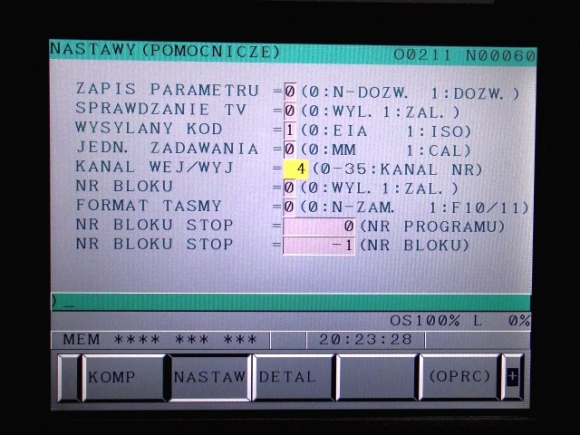 NASTAWY(POMOCNICZE) O0211 N00060
ZAPIS PARAMETRU =0(0:N-DOZW. 1:DOZW.)
SPRAWDZANIE TV =0(0:WYL. 1:ZAL.)
WYSYLANY KOD =1(0:EIA 1:ISO)
JEDN. ZADAWANIA =0(0:MM 1:CAL)
KANAL WEJ/WYJ = 4(0-35:KANAL NR)
NR BLOKU =0(0:WYL. 1:ZAL.)
FORMAT TASMY =0(0:N-ZAM. 1:F10/11)
NR BLOKU STOP = 0(NR PROGRAMU)
NR BLOKU STOP = -1(NR BLOKU)
)_
OS100% L 0%
MEM **** *** *** 20:23:28
KOMP NASTAW DETAL (OPRC) +